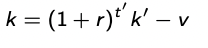 k = (1 + r)^{t'} k' − v